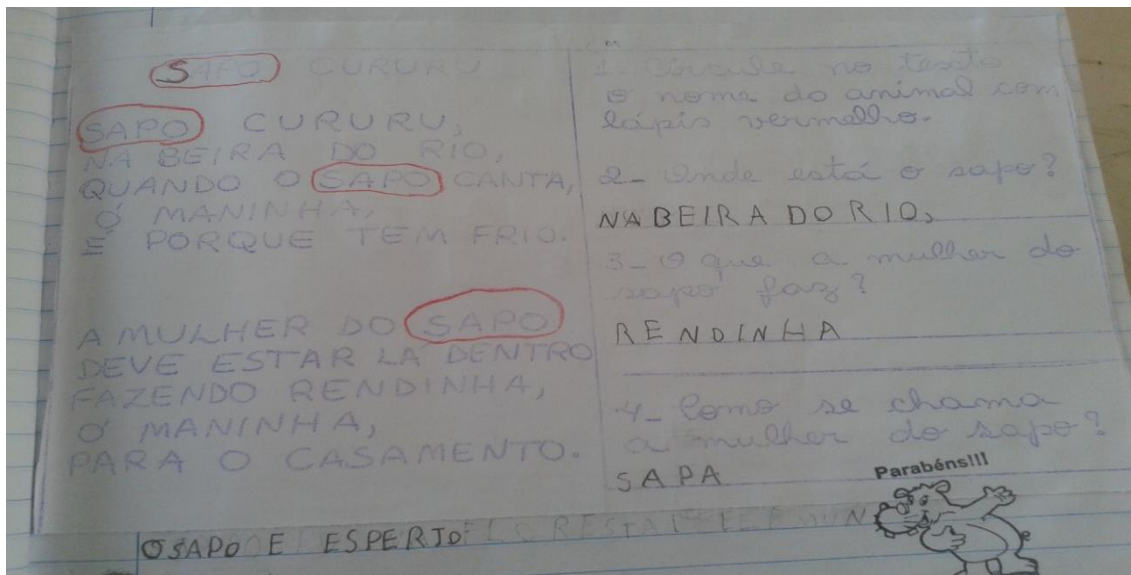 SAPO CURURU
SAPO CURURU,
NA BEIRA DO RIO,
QUANDO O SAPO CANTA,
Ó MANINHA,
É PORQUE TEM FRIO.
A MULHER DO SAPO
DEVE ESTAR LÁ DENTRO
FAZENDO RENDINHA,
Ó MANINHA,
PARA O CASAMENTO.
1- Circule no texto
o nome do animal com
lápis vermelho.
2- Onde está o sapo?
NA BEIRA DO RIO,
3- O que a mulher do
sapo faz?
RENDINHA
4- Como se chama
a mulher do sapo?
SAPA
Parabéns!!!
O SAPO E ESPERTO